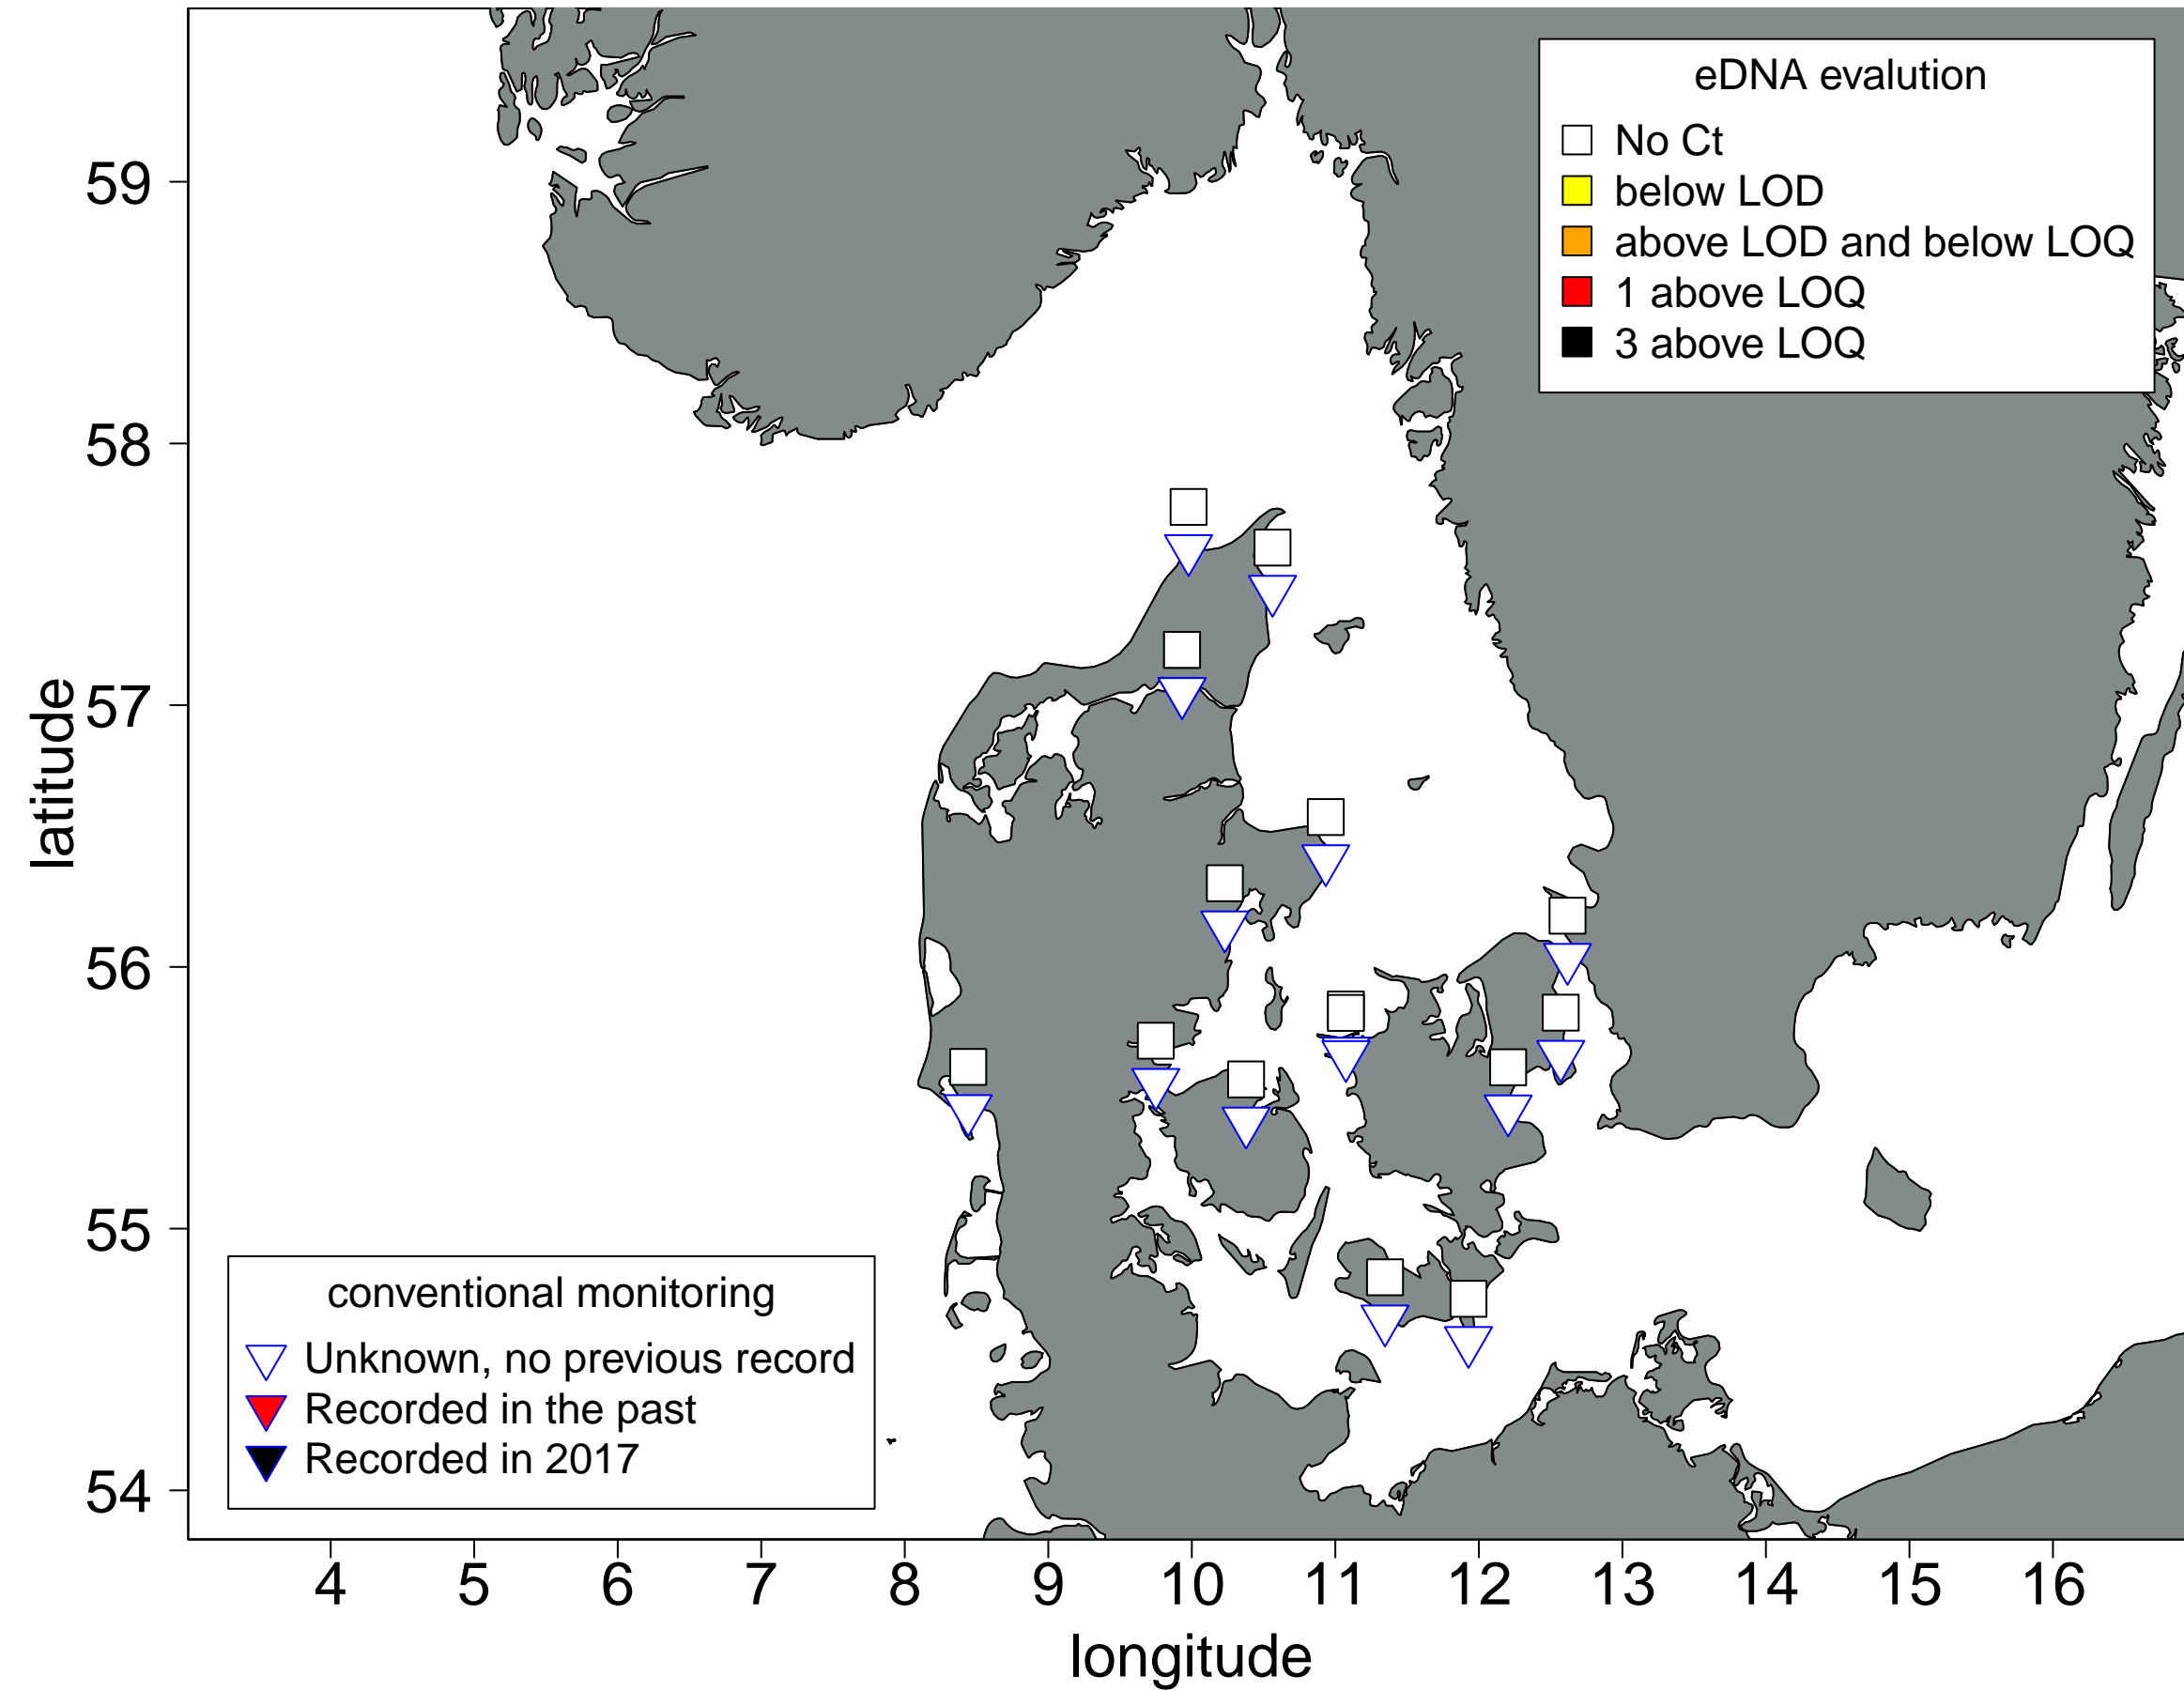 eDNA evalution
No Ct
below LOD
above LOD and below LOQ
1 above LOQ
3 above LOQ
59
58
57
56
55
54
latitude
conventional monitoring
Unknown, no previous record
Recorded in the past
Recorded in 2017
4 5 6 7 8 9 10 11 12 13 14 15 16
longitude